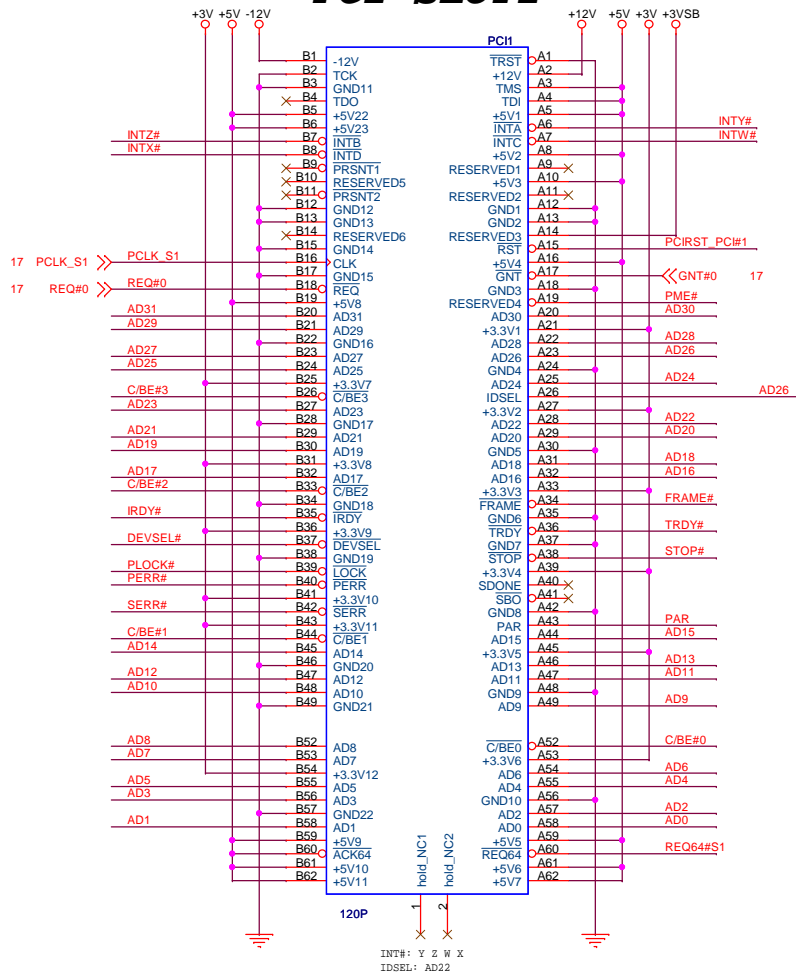 +3V +5V -12V +12V +5V +3V +3VSB
PCI1
B1 -12V TRST A1
B2 TCK +12V A2
B3 GND11 TMS A3
B4 TDO TDI A4
B5 +5V22 +5V1 A5
B6 +5V23 INTA A6 INTY#
INTZ# B7 INTB INTC A7 INTW#
INTX# B8 INTD +5V2 A8
B9 PRSNT1 RESERVED1 A9
B10 RESERVED5 +5V3 A10
B11 PRSNT2 RESERVED2 A11
B12 GND12 GND1 A12
B13 GND13 GND2 A13
B14 RESERVED6 RESERVED3 A14
B15 GND14 RST A15 PCIRST_PCI#1
17 PCLK_S1 PCLK_S1 B16 CLK +5V4 A16
B17 GND15 GNT A17 GNT#0 17
17 REQ#0 REQ#0 B18 REQ GND3 A18
B19 +5V8 RESERVED4 A19 PME#
AD31 B20 AD31 AD30 A20 AD30
AD29 B21 AD29 +3.3V1 A21
B22 GND16 AD28 A22 AD28
AD27 B23 AD27 AD26 A23 AD26
AD25 B24 AD25 GND4 A24
B25 +3.3V7 AD24 A25 AD24
C/BE#3 B26 C/BE3 IDSEL A26 AD26
AD23 B27 AD23 +3.3V2 A27
B28 GND17 AD22 A28 AD22
AD21 B29 AD21 AD20 A29 AD20
AD19 B30 AD19 GND5 A30
B31 +3.3V8 AD18 A31 AD18
AD17 B32 AD17 AD16 A32 AD16
C/BE#2 B33 C/BE2 +3.3V3 A33
B34 GND18 FRAME A34 FRAME#
IRDY# B35 IRDY GND6 A35
B36 +3.3V9 TRDY A36 TRDY#
DEVSEL# B37 DEVSEL GND7 A37
B38 GND19 STOP A38 STOP#
PLOCK# B39 LOCK +3.3V4 A39
PERR# B40 PERR SDONE A40
B41 +3.3V10 SBO A41
SERR# B42 SERR GND8 A42
B43 +3.3V11 PAR A43 PAR
C/BE#1 B44 C/BE1 AD15 A44 AD15
AD14 B45 AD14 +3.3V5 A45
B46 GND20 AD13 A46 AD13
AD12 B47 AD12 AD11 A47 AD11
AD10 B48 AD10 GND9 A48
B49 GND21 AD9 A49 AD9
AD8 B52 AD8 C/BE0 A52 C/BE#0
AD7 B53 AD7 +3.3V6 A53
B54 +3.3V12 AD6 A54 AD6
AD5 B55 AD5 AD4 A55 AD4
AD3 B56 AD3 GND10 A56
B57 GND22 AD2 A57 AD2
AD1 B58 AD1 AD0 A58 AD0
B59 +5V9 +5V5 A59
B60 ACK64 REQ64 A60 REQ64#S1
B61 +5V10 +5V6 A61
B62 +5V11 +5V7 A62
hold_NC1 hold_NC2
120P 1 2
INT#: Y Z W X
IDSEL: AD22